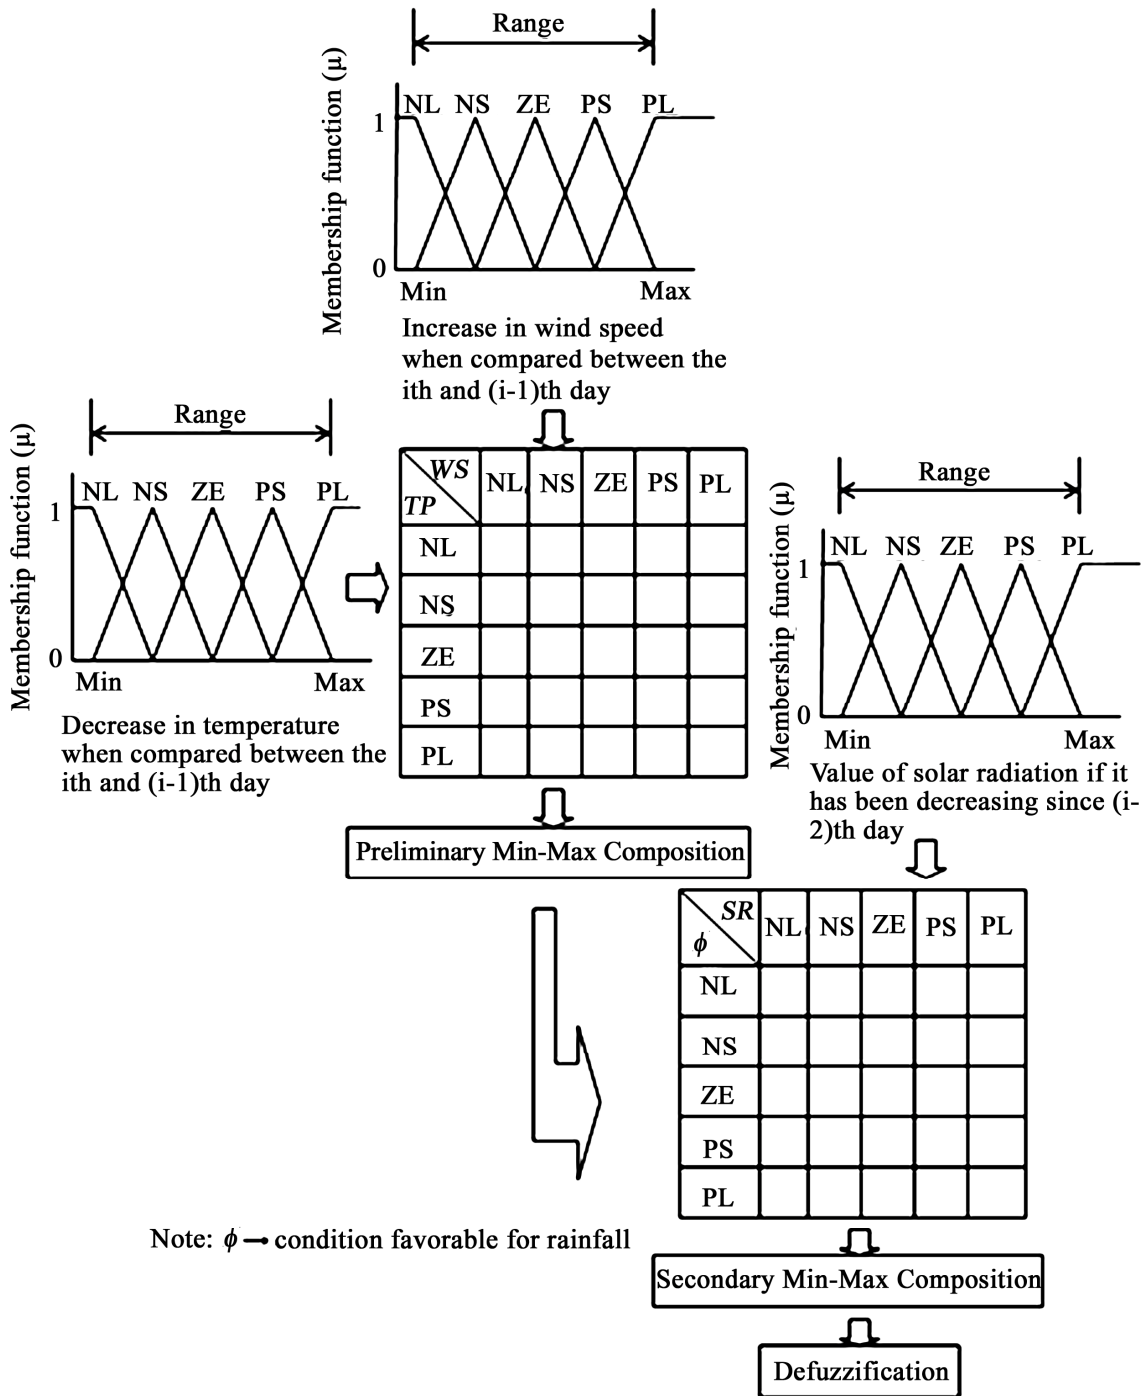 Range
Membership function (μ)
NL NS ZE PS PL
1
0
Min Max
Increase in wind speed
when compared between the
ith and (i-1)th day
Range
Membership function (μ)
NL NS ZE PS PL
1
0
Min Max
Decrease in temperature
when compared between the
ith and (i-1)th day
WS
TP
NL NS ZE PS PL
NL
NS
ZE
PS
PL
Preliminary Min-Max Composition
Range
Membership function (μ)
NL NS ZE PS PL
1
0
Min Max
Value of solar radiation if it
has been decreasing since (i-
2)th day
SR
ϕ
NL NS ZE PS PL
NL
NS
ZE
PS
PL
Note: ϕ → condition favorable for rainfall
Secondary Min-Max Composition
Defuzzification